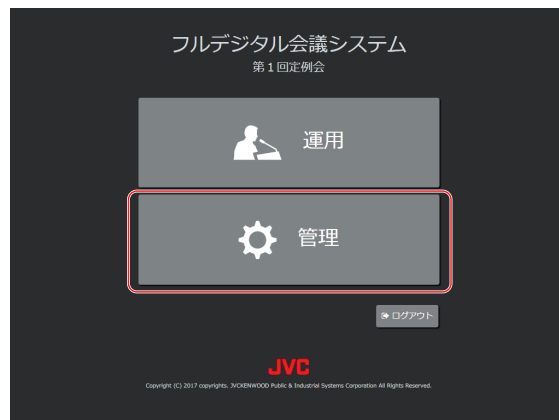 フルデジタル会議システム
第1回定例会
運用
管理
ログアウト
JVC
Copyright (C) 2017 copyrights. JVCKENWOOD Public & Industrial Systems Corporation All Rights Reserved.